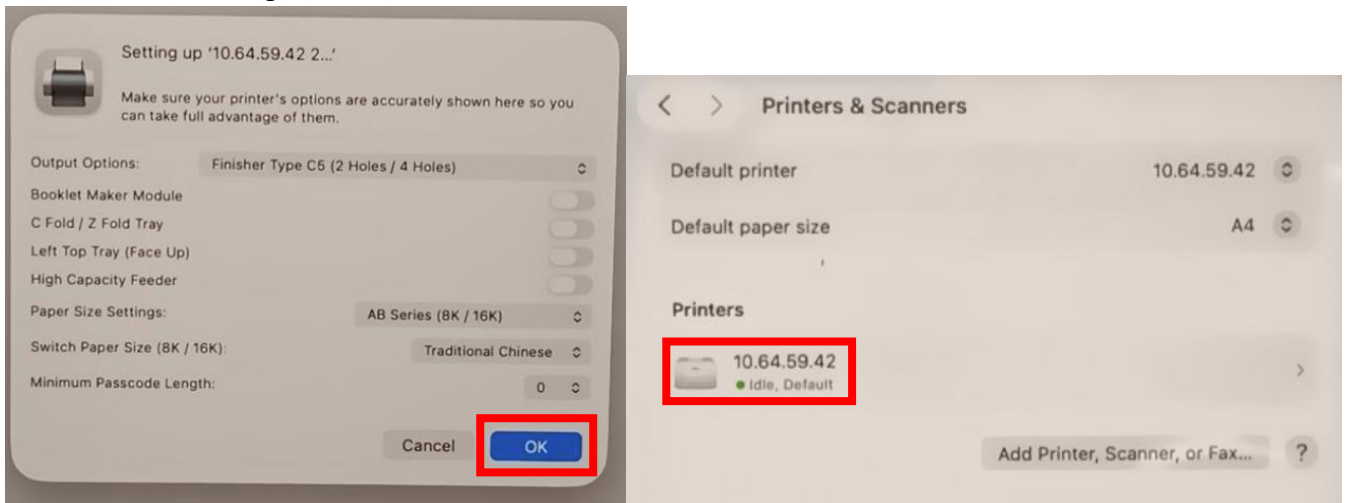 Setting up '10.64.59.42 2...'
Make sure your printer's options are accurately shown here so you
can take full advantage of them.
Output Options: Finisher Type C5 (2 Holes / 4 Holes)
Booklet Maker Module
C Fold / Z Fold Tray
Left Top Tray (Face Up)
High Capacity Feeder
Paper Size Settings: AB Series (8K / 16K)
Switch Paper Size (8K / 16K): Traditional Chinese
Minimum Passcode Length: 0
Cancel OK
Printers & Scanners
Default printer 10.64.59.42
Default paper size A4
Printers
10.64.59.42
Idle, Default
Add Printer, Scanner, or Fax... ?